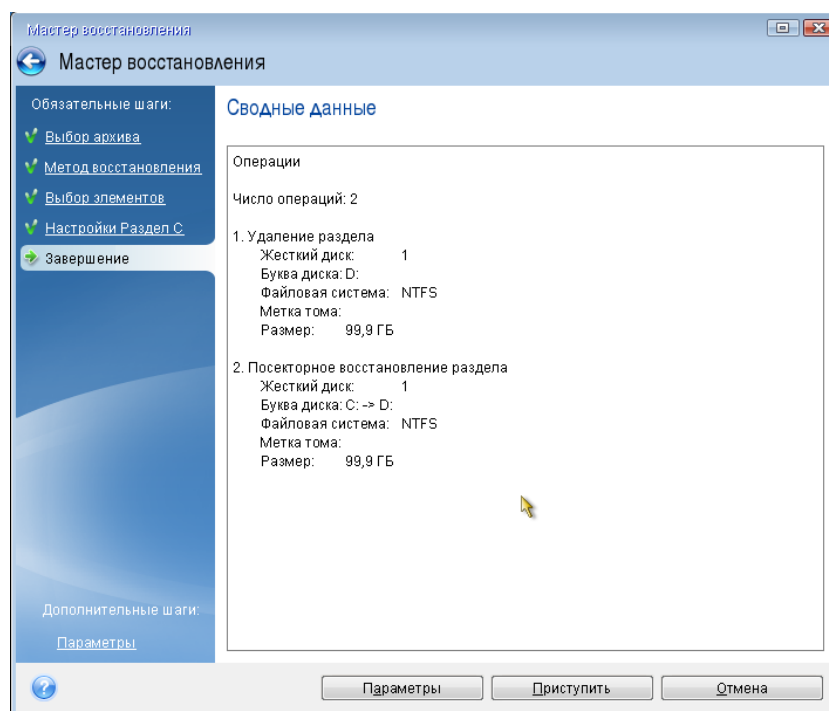 Мастер восстановления
Мастер восстановления
Обязательные шаги:
Выбор архива
Метод восстановления
Выбор элементов
Настройки Раздел C
Завершение
Дополнительные шаги:
Параметры
Сводные данные
Операции
Число операций: 2
1. Удаление раздела
Жесткий диск: 1
Буква диска: D:
Файловая система: NTFS
Метка тома:
Размер: 99,9 ГБ
2. Посекторное восстановление раздела
Жесткий диск: 1
Буква диска: C: -> D:
Файловая система: NTFS
Метка тома:
Размер: 99,9 ГБ
?
Параметры
Приступить
Отмена